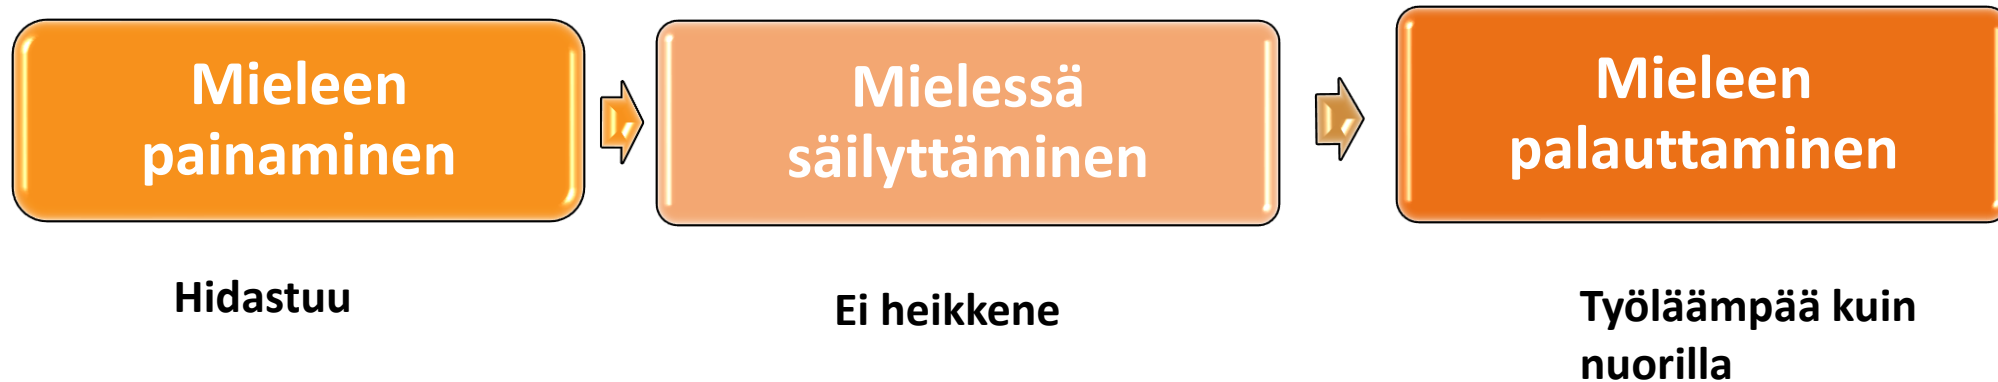 Mieleen
painaminen
Mielessä
säilyttäminen
Mieleen
palauttaminen
Hidastuu
Ei heikkene
Työläämpää kuin
nuorilla